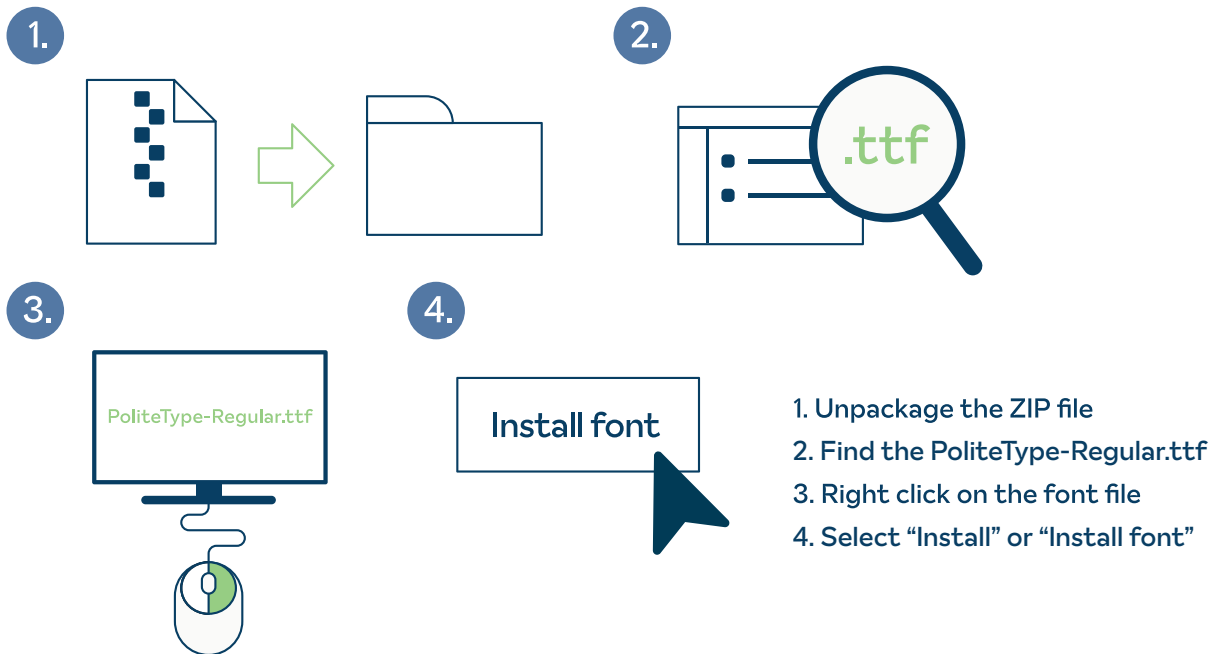 1.
2.
.ttf
3.
PoliteType-Regular.ttf
4.
Install font
1. Unpackage the ZIP file
2. Find the PoliteType-Regular.ttf
3. Right click on the font file
4. Select “Install” or “Install font”